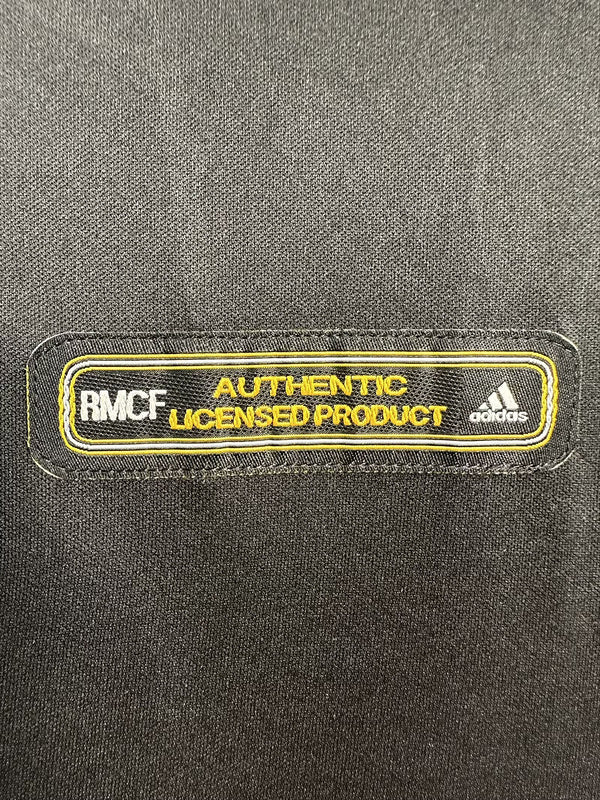 RMCF
AUTHENTIC
LICENSED PRODUCT
adidas